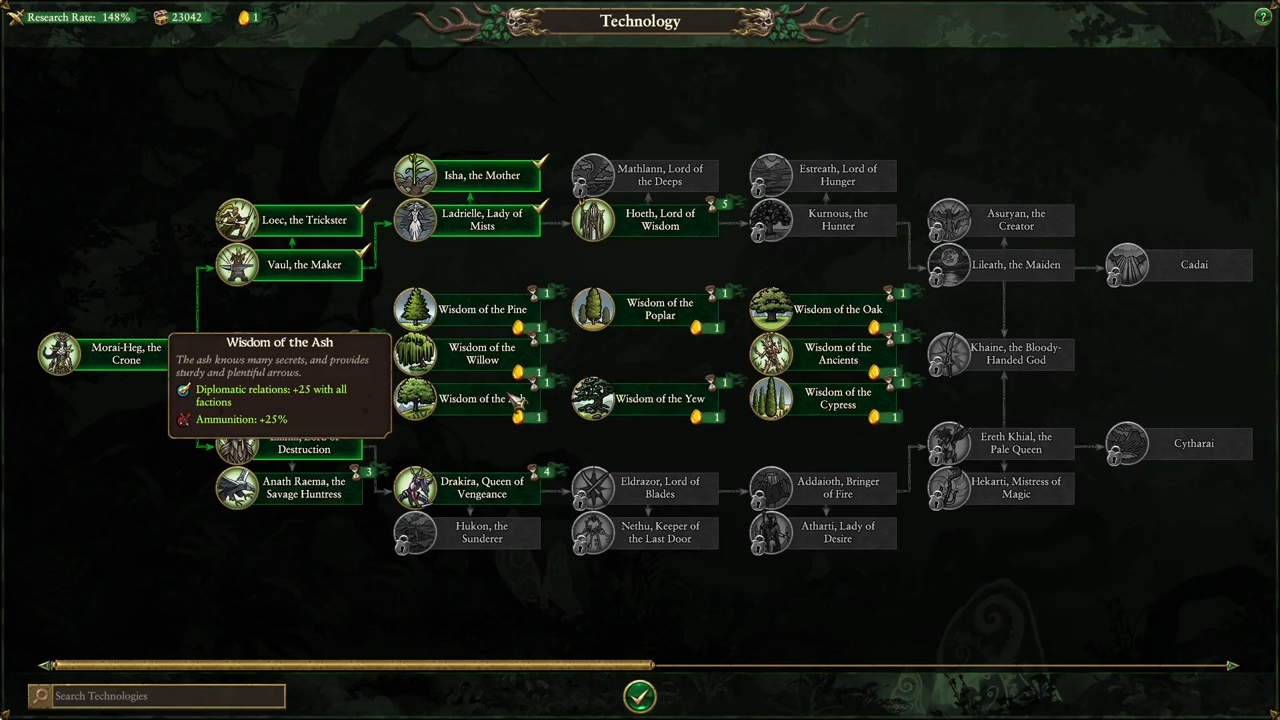 Research Rate: 148%
23042
1
Technology
?
Isha, the Mother
Mathlann, Lord of
the Deeps
Estreath, Lord of
Hunger
Loec, the Trickster
Ladrielle, Lady of
Mists
Hoeth, Lord of
Wisdom
5
Kurnous, the
Hunter
Asuryan, the
Creator
Vaul, the Maker
Lileath, the Maiden
Cadai
Wisdom of the Pine
1
1
Wisdom of the
Poplar
1
1
Wisdom of the Oak
1
1
Morai-Heg, the
Crone
Wisdom of the
Willow
1
1
Wisdom of the
Ancients
1
1
Khaine, the Bloody-
Handed God
Wisdom of the Ash
The ash knows many secrets, and provides
sturdy and plentiful arrows.
Diplomatic relations: +25 with all
factions
Ammunition: +25%
Wisdom of the
1
1
Wisdom of the Yew
1
1
Wisdom of the
Cypress
1
1
Destruction
Ereth Khial, the
Pale Queen
Cytharai
Anath Raema, the
Savage Huntress
3
Drakira, Queen of
Vengeance
4
Eldrazor, Lord of
Blades
Addaioth, Bringer
of Fire
Hekarti, Mistress of
Magic
Hukon, the
Sunderer
Nethu, Keeper of
the Last Door
Atharti, Lady of
Desire
Search Technologies